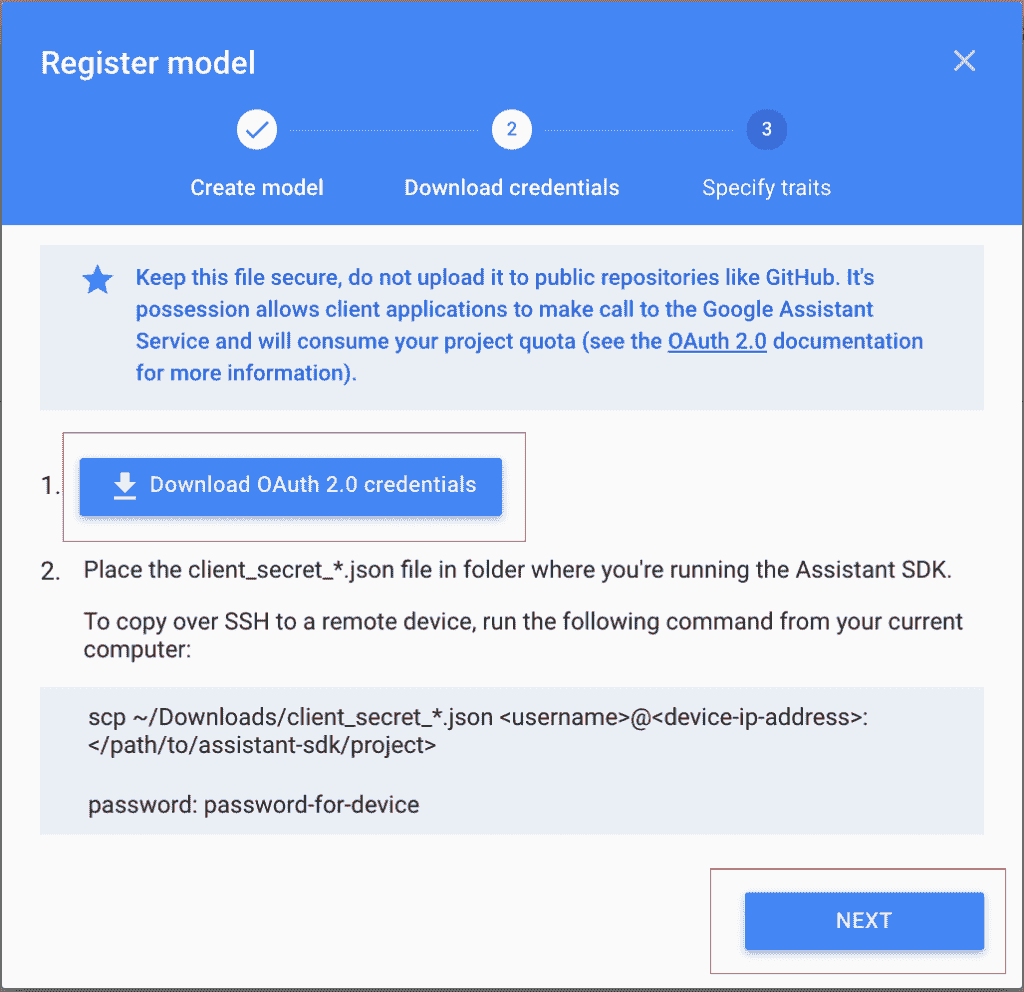 Register model
2
3
Create model
Download credentials
Specify traits
Keep this file secure, do not upload it to public repositories like GitHub. It's
possession allows client applications to make call to the Google Assistant
Service and will consume your project quota (see the OAuth 2.0 documentation
for more information).
1.
Download OAuth 2.0 credentials
2. Place the client_secret_*.json file in folder where you're running the Assistant SDK.
To copy over SSH to a remote device, run the following command from your current
computer:
scp ~/Downloads/client_secret_*.json <username>@<device-ip-address>:
</path/to/assistant-sdk/project>
password: password-for-device
NEXT